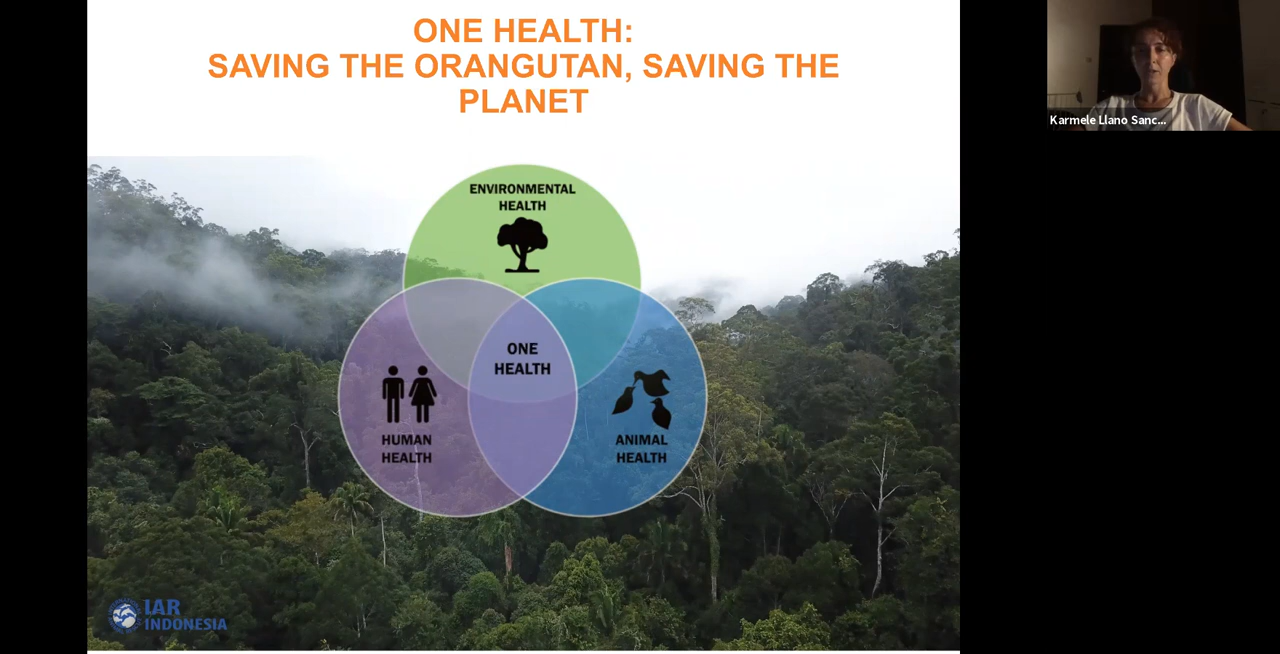 ONE HEALTH:
SAVING THE ORANGUTAN, SAVING THE
PLANET
Karmele Llano Sanc...
ENVIRONMENTAL
HEALTH
ONE
HEALTH
HUMAN
HEALTH
ANIMAL
HEALTH
IAR
INDONESIA